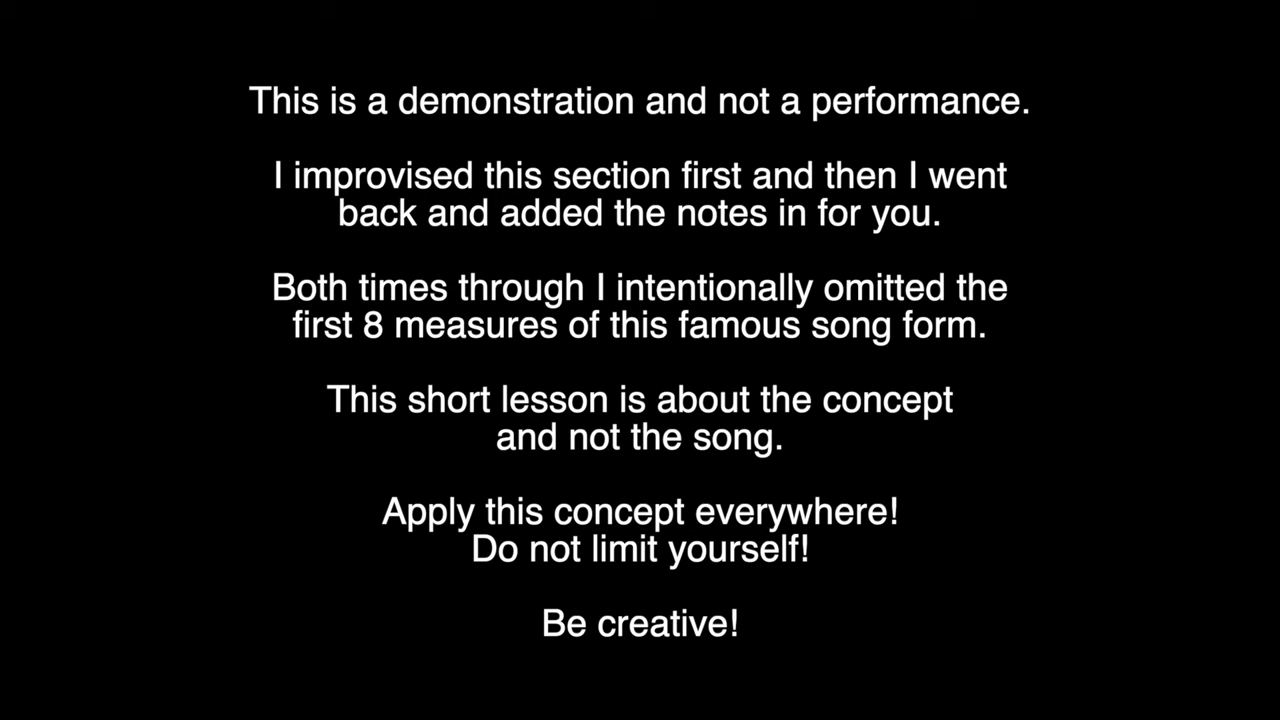 This is a demonstration and not a performance.
I improvised this section first and then I went
back and added the notes in for you.
Both times through I intentionally omitted the
first 8 measures of this famous song form.
This short lesson is about the concept
and not the song.
Apply this concept everywhere!
Do not limit yourself!
Be creative!